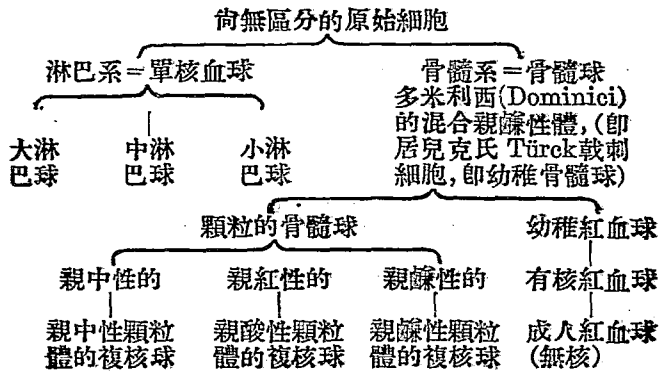 尙無區分的原始細胞
淋巴系＝單核血球
骨髓系＝骨髓球
多米利西(Dominici)
的混合親鹼性體,(卽
居兒克氏 Türck戟刺
細胞,卽幼稚骨髓球)
大淋
巴球
中淋
巴球
小淋
巴球
顆粒的骨髓球
幼稚紅血球
親中性的
親紅性的
親鹼性的
有核紅血球
親中性顆粒
體的複核球
親酸性顆粒
體的複核球
親鹼性顆粒
體的複核球
成人紅血球
(無核)